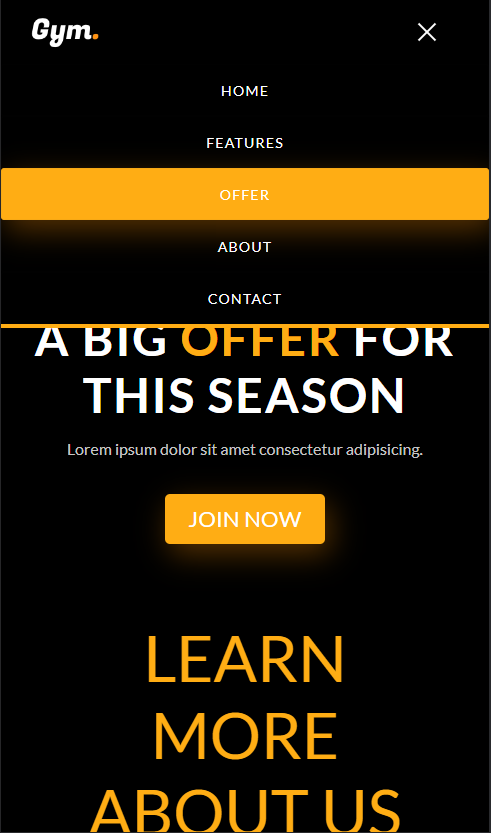 Gym.
HOME
FEATURES
OFFER
ABOUT
CONTACT
A BIG OFFER FOR
THIS SEASON
Lorem ipsum dolor sit amet consectetur adipisicing.
JOIN NOW
LEARN
MORE
ABOUT US